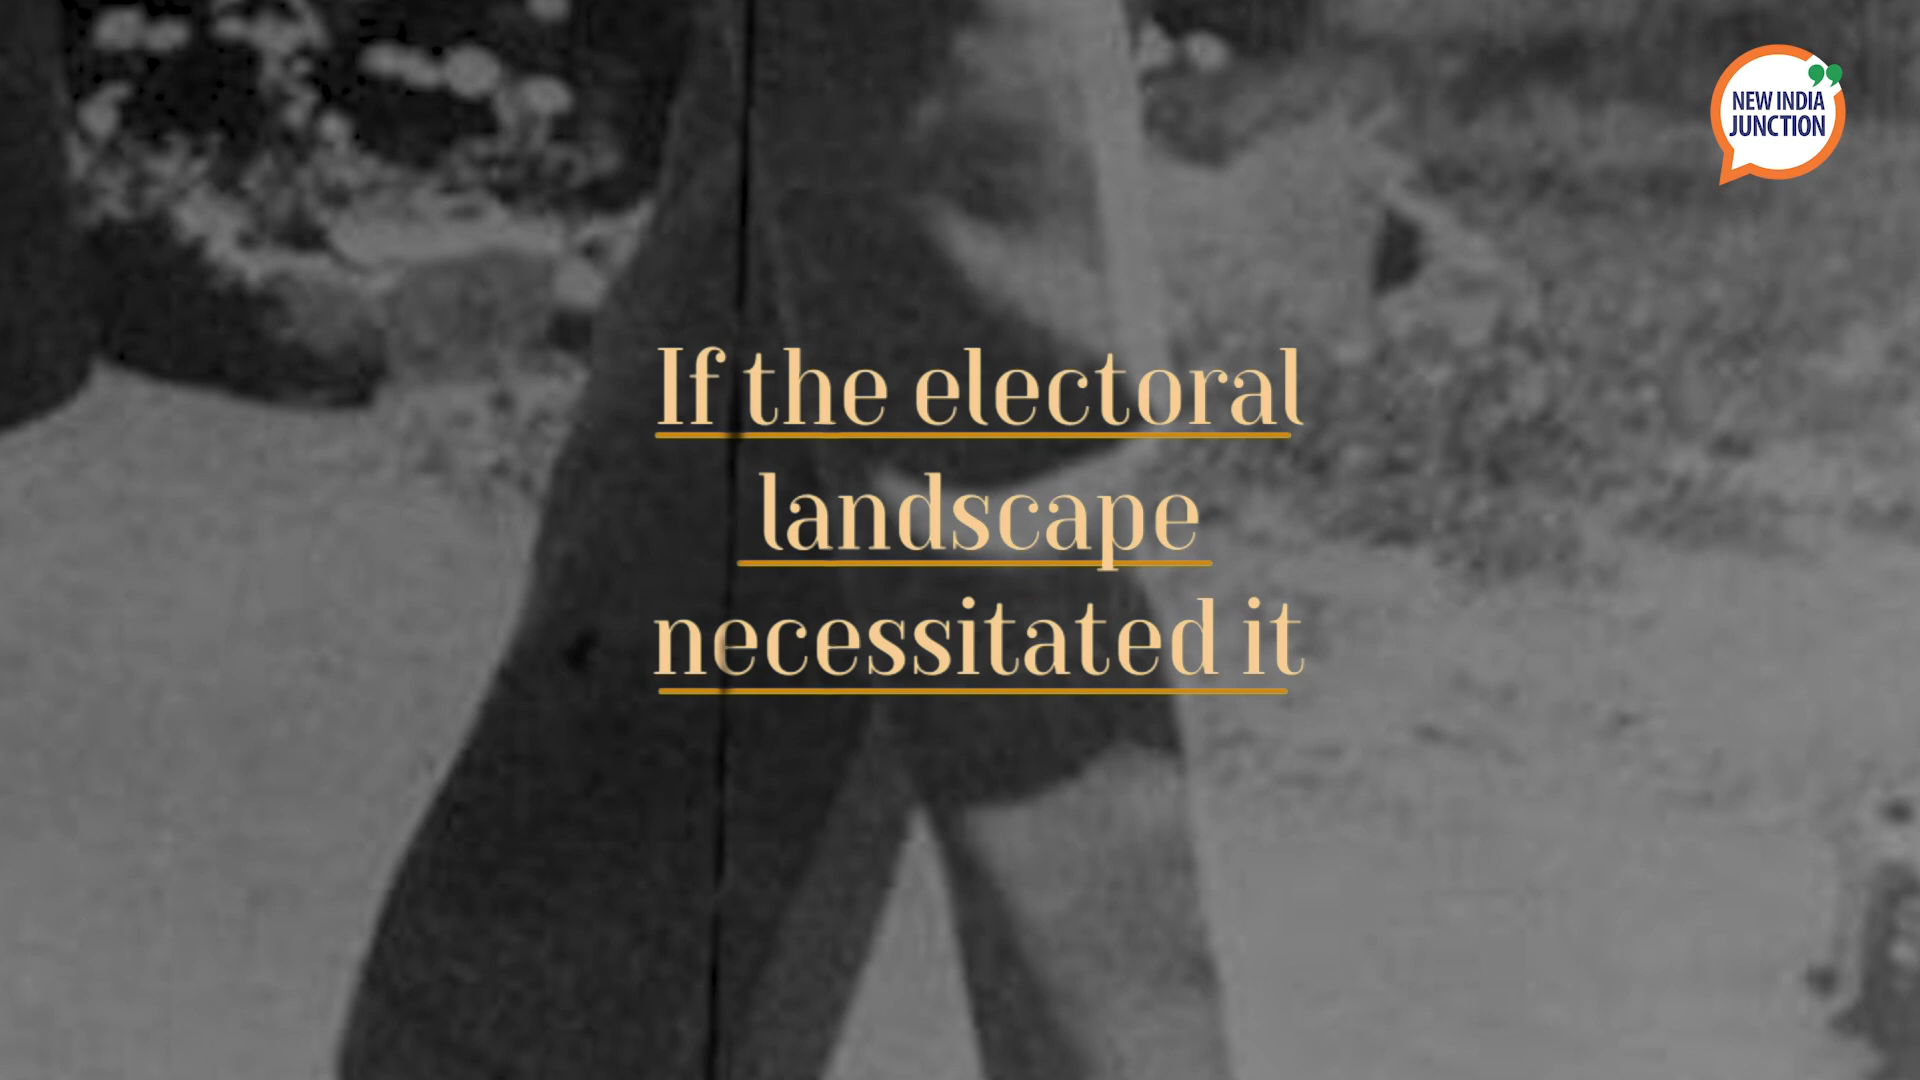 NEW INDIA
JUNCTION
If the electoral
landscape
necessitated it